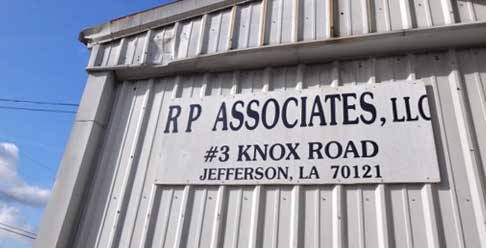 R P ASSOCIATES, LLC
#3 KNOX ROAD
JEFFERSON, LA 70121